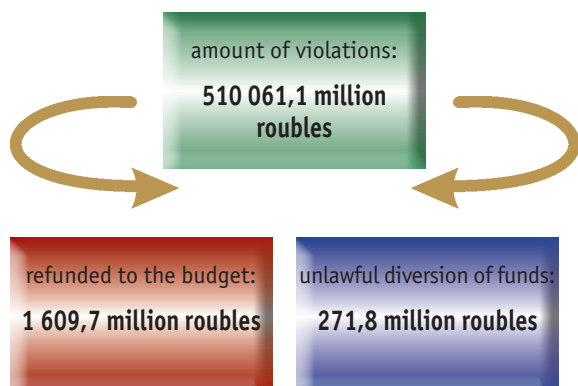 amount of violations:
510 061,1 million
roubles
refunded to the budget:
1 609,7 million roubles
unlawful diversion of funds:
271,8 million roubles